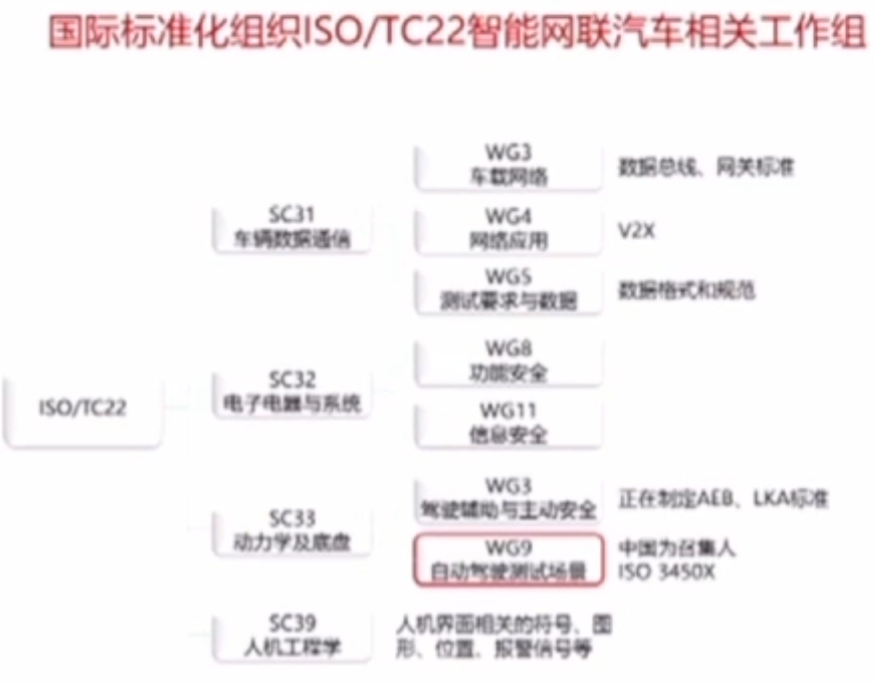 国际标准化组织ISO/TC22智能网联汽车相关工作组
ISO/TC22
SC31
车辆数据通信
WG3
车载网络
数据总线、网关标准
WG4
网络应用
V2X
WG5
测试要求与数据
数据格式和规范
SC32
电子电器与系统
WG8
功能安全
WG11
信息安全
SC33
动力学及底盘
WG3
驾驶辅助与主动安全
正在制定AEB、LKA标准
WG9
自动驾驶测试场景
中国为召集人
ISO 3450X
SC39
人机工程学
人机界面相关的符号、图
形、位置、报警信号等